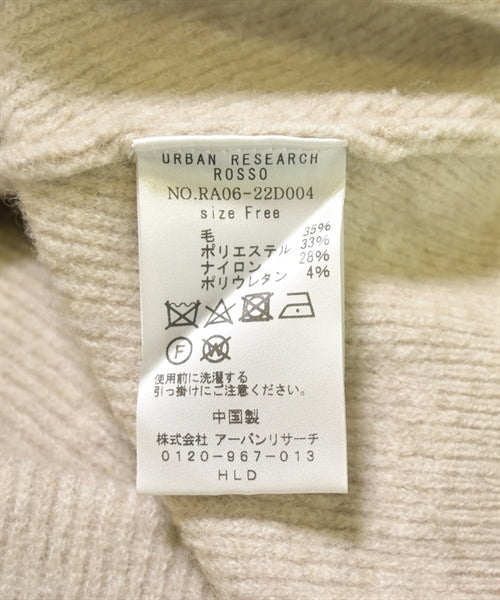 URBAN RESEARCH
ROSSO
NO.RA06-22D004
size Free
毛 35%
ポリエステル 33%
ナイロン 28%
ポリウレタン 4%
F W
使用前に洗濯する
引っ掛けにご注意ください。
中国製
株式会社 アーバンリサーチ
0120-967-013
HLD